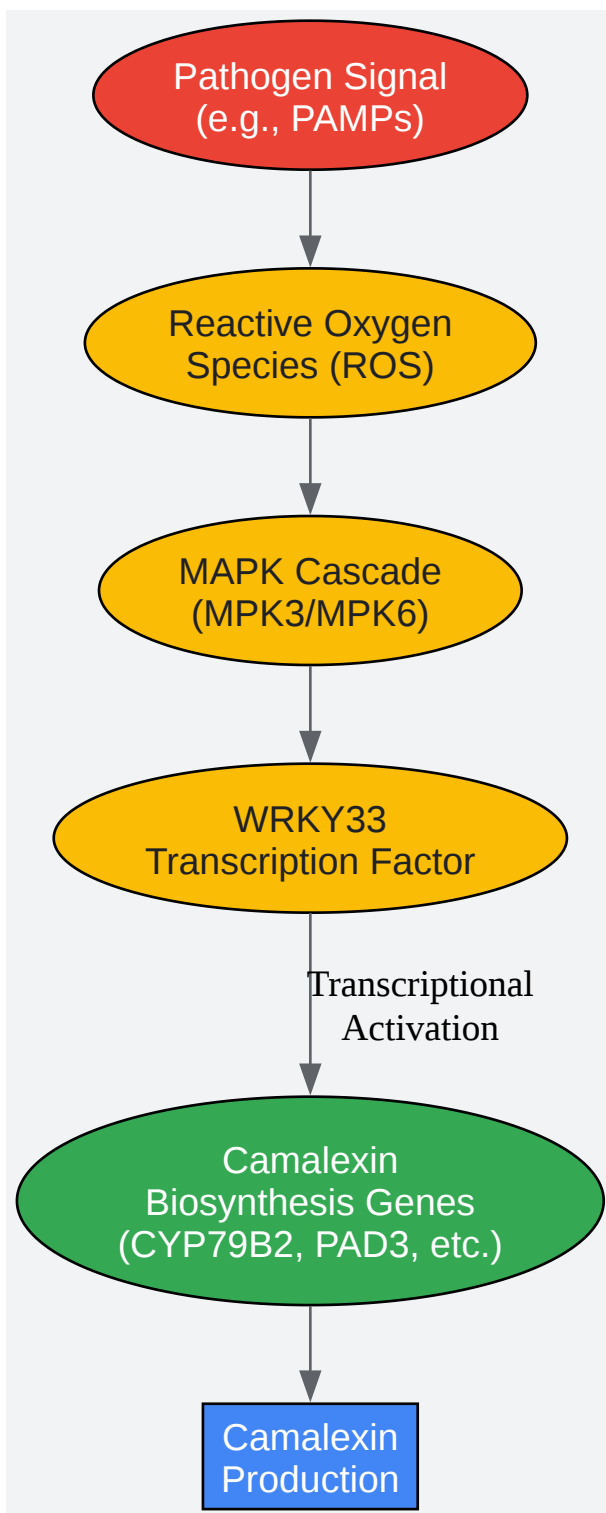 Pathogen Signal
(e.g., PAMPs)
Reactive Oxygen
Species (ROS)
MAPK Cascade
(MPK3/MPK6)
WRKY33
Transcription Factor
Transcriptional
Activation
Camalexin
Biosynthesis Genes
(CYP79B2, PAD3, etc.)
Camalexin
Production